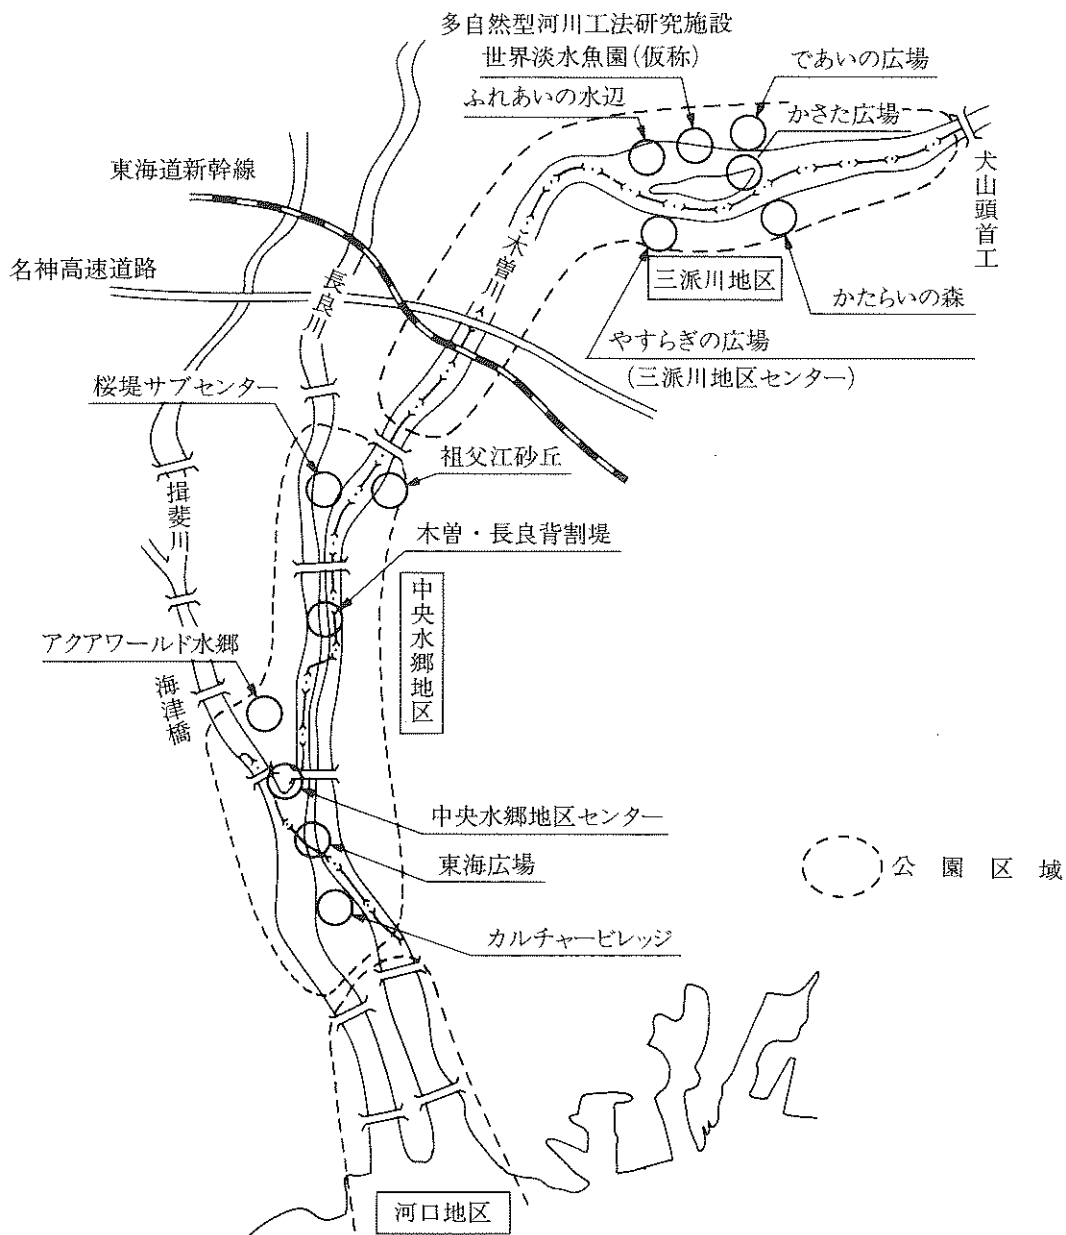 多自然型河川工法研究施設
世界淡水魚園(仮称)
であいの広場
ふれあいの水辺
かさた広場
東海道新幹線
犬山頭首工
木曽川
名神高速道路
長良川
三派川地区
かたらいの森
やすらぎの広場
(三派川地区センター)
桜堤サブセンター
祖父江砂丘
揖斐川
木曽・長良背割堤
中央水郷地区
アクアワールド水郷
海津橋
中央水郷地区センター
東海広場
公園区域
カルチャービレッジ
河口地区